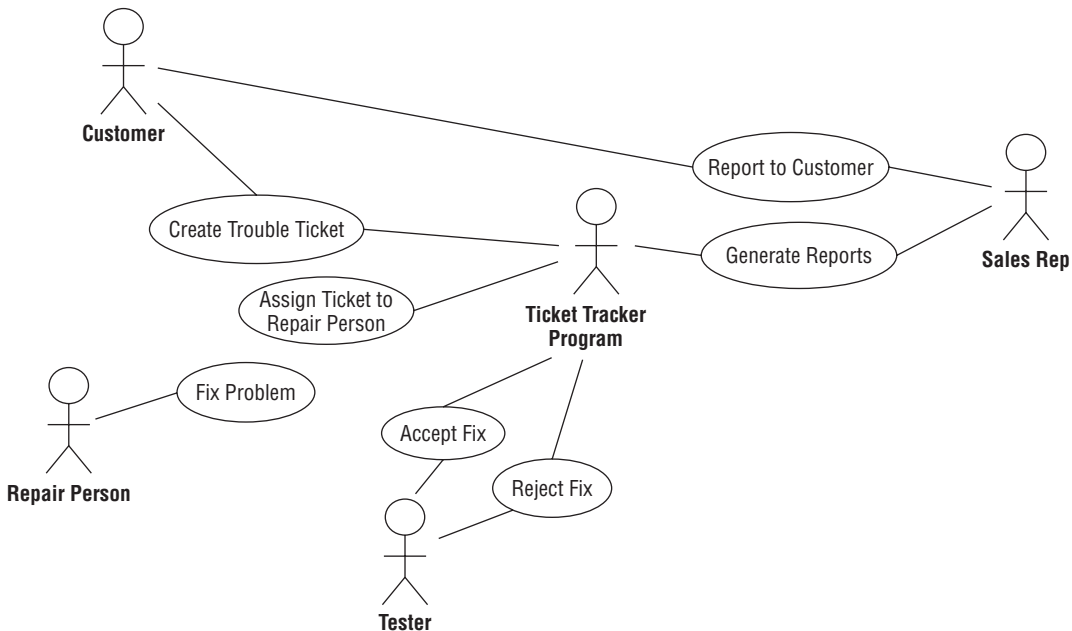 Customer
Report to Customer
Create Trouble Ticket
Generate Reports
Sales Rep
Assign Ticket to
Repair Person
Ticket Tracker
Program
Fix Problem
Accept Fix
Repair Person
Reject Fix
Tester